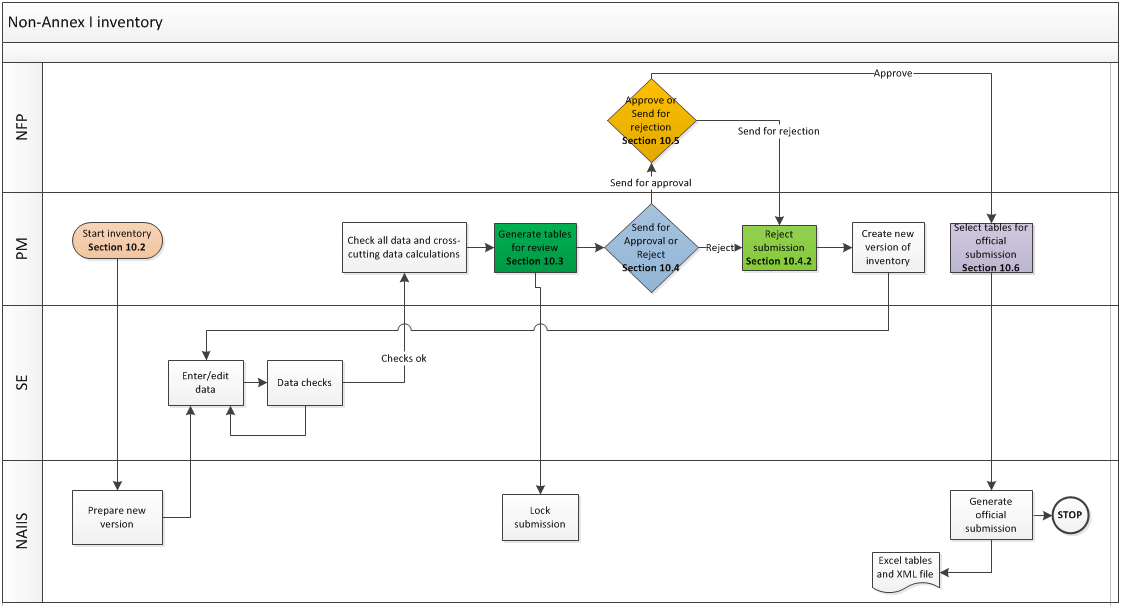 Non-Annex I inventory
NFP
Approve
Approve or
Send for
rejection
Section 10.5
Send for rejection
Send for approval
PM
Start inventory
Section 10.2
Check all data and cross-
cutting data calculations
Generate tables
for review
Section 10.3
Send for
Approval or
Reject
Section 10.4
Reject
Reject
submission
Section 10.4.2
Create new
version of
inventory
Select tables for
official
submission
Section 10.6
SE
Enter/edit
data
Data checks
Checks ok
NAIIS
Prepare new
version
Lock
submission
Generate
official
submission
STOP
Excel tables
and XML file